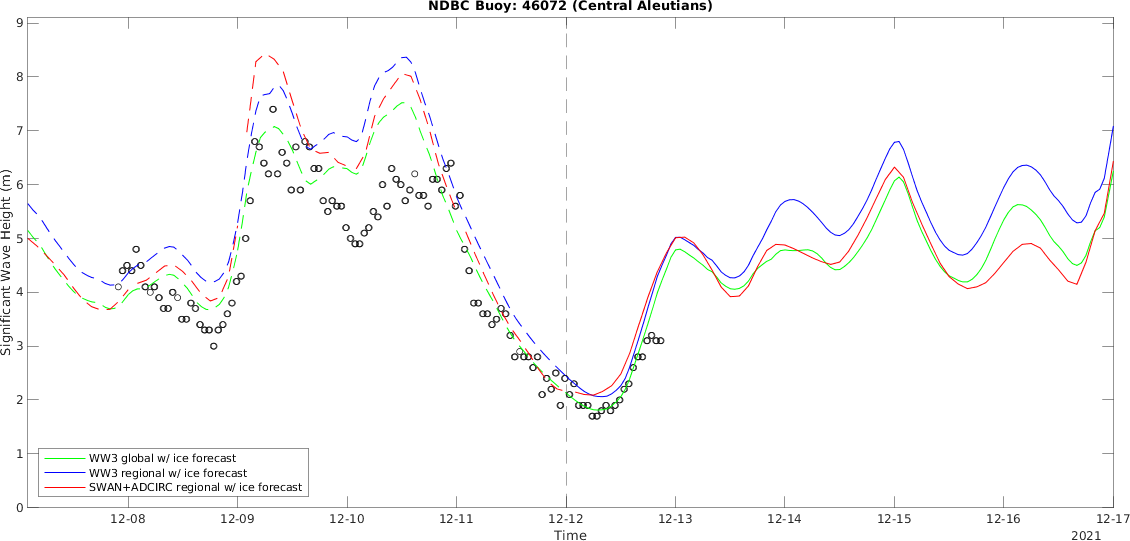 NDBC Buoy: 46072 (Central Aleutians)
9
8
7
6
5
4
3
2
1
0
Significant Wave Height (m)
WW3 global w/ ice forecast
WW3 regional w/ ice forecast
SWAN+ADCIRC regional w/ ice forecast
12-08 12-09 12-10 12-11 12-12 12-13 12-14 12-15 12-16 12-17
Time
2021